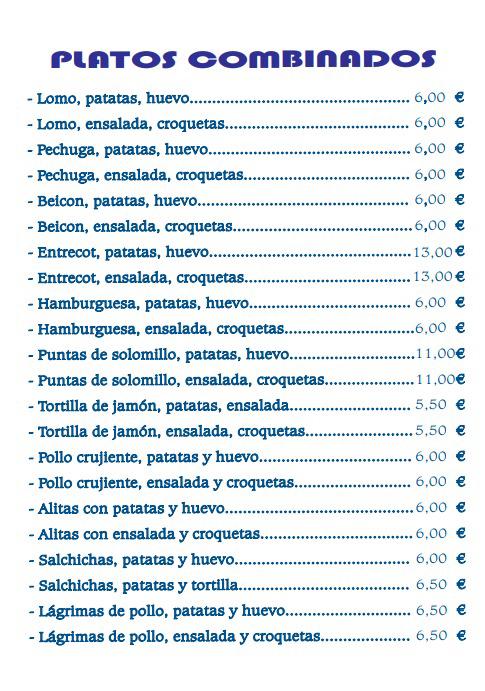 PLATOS COMBINADOS
- Lomo, patatas, huevo.................................................... 6,00 €
- Lomo, ensalada, croquetas............................................ 6,00 €
- Pechuga, patatas, huevo................................................ 6,00 €
- Pechuga, ensalada, croquetas........................................ 6,00 €
- Beicon, patatas, huevo.................................................. 6,00 €
- Beicon, ensalada, croquetas...........................................6,00 €
- Entrecot, patatas, huevo................................................13,00 €
- Entrecot, ensalada, croquetas........................................13,00 €
- Hamburguesa, patatas, huevo....................................... 6,00 €
- Hamburguesa, ensalada, croquetas...............................6,00 €
- Puntas de solomillo, patatas, huevo..............................11,00€
- Puntas de solomillo, ensalada, croquetas......................11,00€
- Tortilla de jamón, patatas, ensalada............................. 5,50 €
- Tortilla de jamón, ensalada, croquetas..........................5,50 €
- Pollo crujiente, patatas y huevo.................................... 6,00 €
- Pollo crujiente, ensalada y croquetas............................ 6,00 €
- Alitas con patatas y huevo.............................................6,00 €
- Alitas con ensalada y croquetas.....................................6,00 €
- Salchichas, patatas y huevo.......................................... 6,00 €
- Salchichas, patatas y tortilla......................................... 6,50 €
- Lágrimas de pollo, patatas y huevo.............................. 6,50 €
- Lágrimas de pollo, ensalada y croquetas...................... 6,50 €